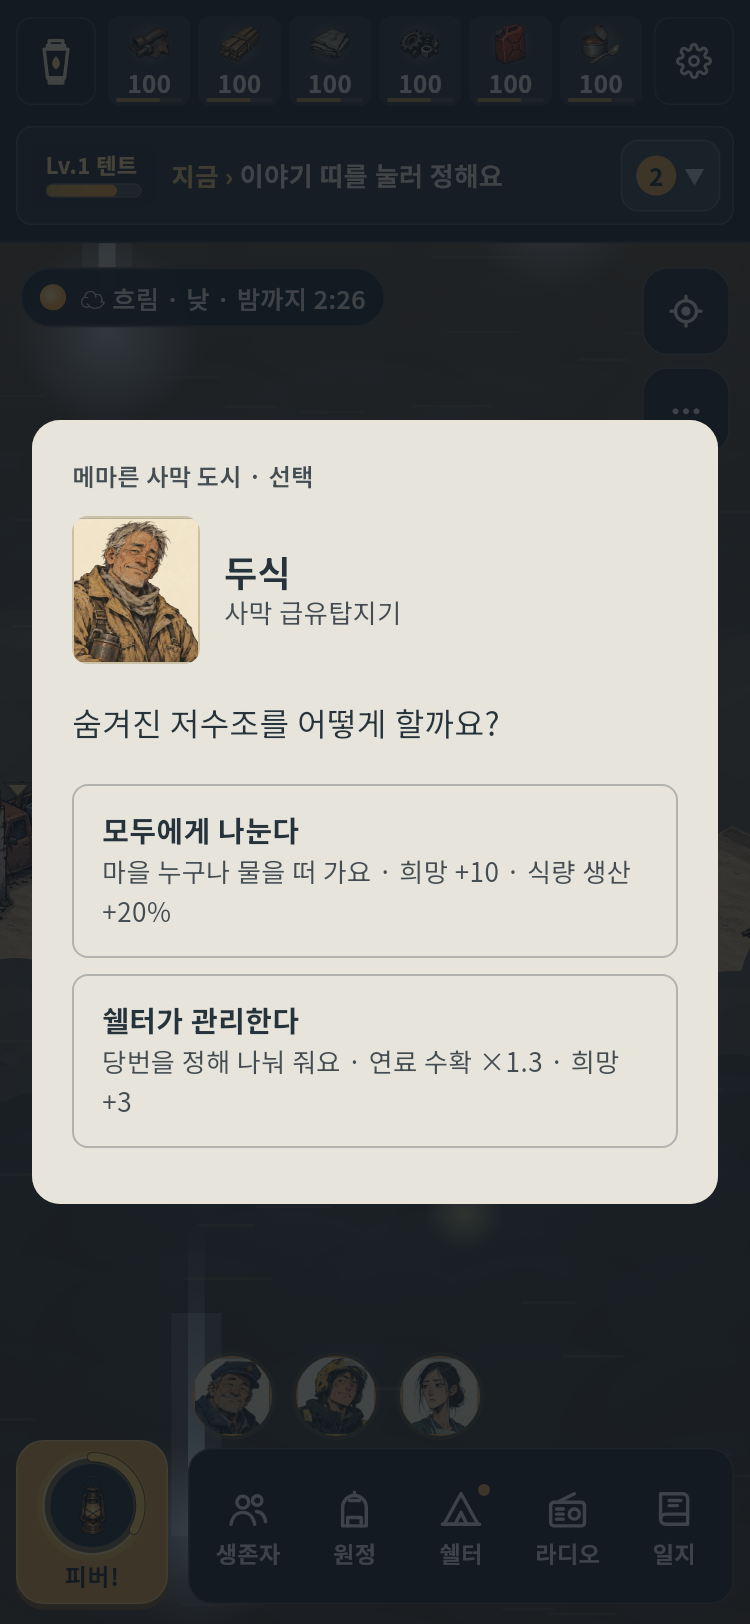 100 100 100 100 100 100
Lv.1 텐트
지금 › 이야기 띠를 눌러 정해요
2 ▼
흐림 · 낮 · 밤까지 2:26
메마른 사막 도시 · 선택
두식
사막 급유탑지기
숨겨진 저수조를 어떻게 할까요?
모두에게 나눈다
마을 누구나 물을 떠 가요 · 희망 +10 · 식량 생산
+20%
쉘터가 관리한다
당번을 정해 나눠 줘요 · 연료 수확 ×1.3 · 희망
+3
피버!
생존자 원정 쉘터 라디오 일지